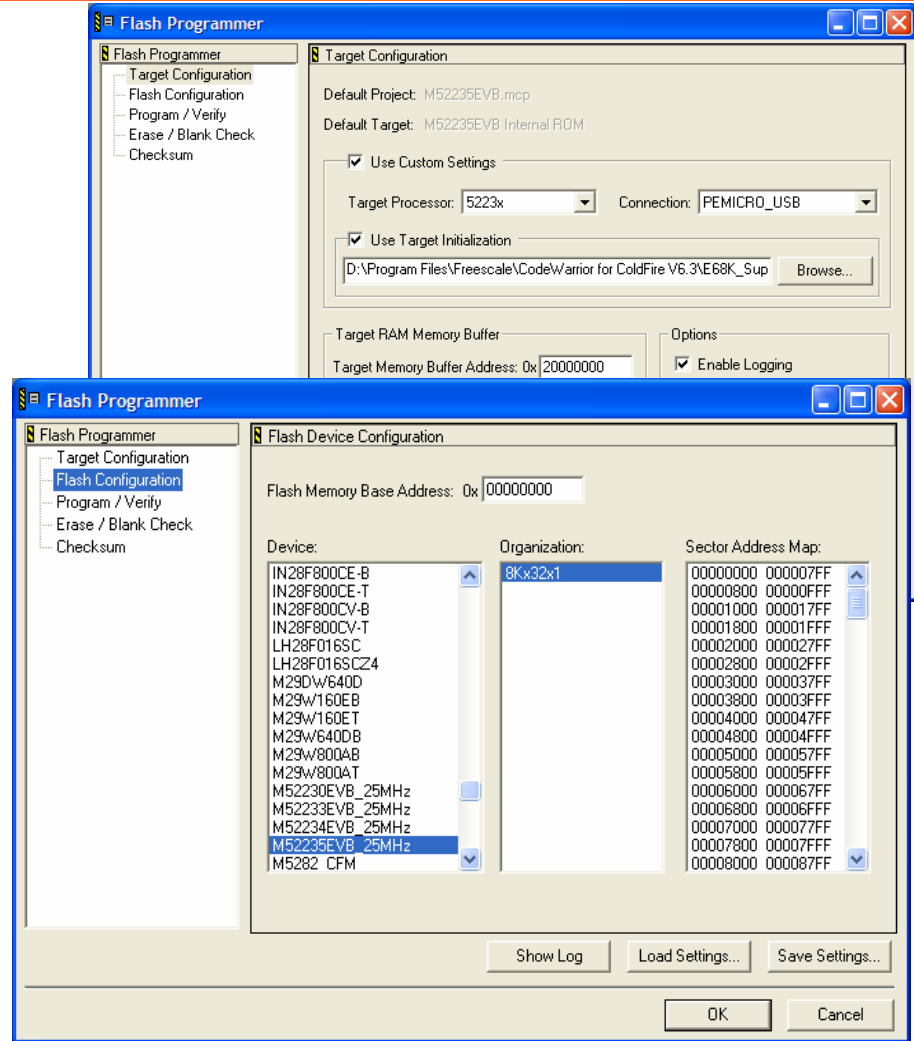 Flash Programmer
Flash Programmer
Target Configuration
Flash Configuration
Program / Verify
Erase / Blank Check
Checksum
Target Configuration
Default Project: M52235EVB.mcp
Default Target: M52235EVB Internal ROM
Use Custom Settings
Target Processor: 5223x
Connection: PEMICRO_USB
Use Target Initialization
D:\Program Files\Freescale\CodeWarrior for ColdFire V6.3\E68K_Sup
Browse...
Target RAM Memory Buffer
Target Memory Buffer Address: 0x 20000000
Options
Enable Logging
Flash Programmer
Flash Programmer
Target Configuration
Flash Configuration
Program / Verify
Erase / Blank Check
Checksum
Flash Device Configuration
Flash Memory Base Address: 0x 00000000
Device:
IN28F800CE-B
IN28F800CE-T
IN28F800CV-B
IN28F800CV-T
LH28F016SC
LH28F016SCZ4
M29DW640D
M29W160EB
M29W160ET
M29W640DB
M29W800AB
M29W800AT
M52230EVB_25MHz
M52233EVB_25MHz
M52234EVB_25MHz
M52235EVB_25MHz
M5282_CFM
Organization:
8Kx32x1
Sector Address Map:
00000000 000007FF
00000800 00000FFF
00001000 000017FF
00001800 00001FFF
00002000 000027FF
00002800 00002FFF
00003000 000037FF
00003800 00003FFF
00004000 000047FF
00004800 00004FFF
00005000 000057FF
00005800 00005FFF
00006000 000067FF
00006800 00006FFF
00007000 000077FF
00007800 00007FFF
00008000 000087FF
Show Log
Load Settings...
Save Settings...
OK
Cancel